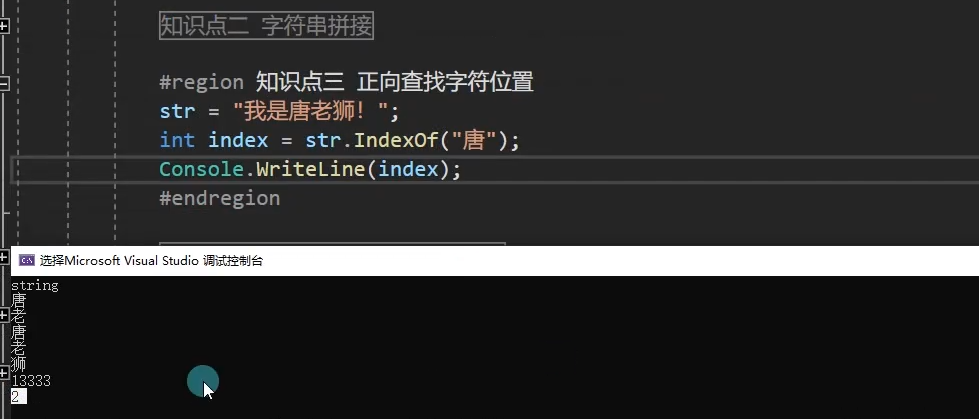 知识点二 字符串拼接
#region 知识点三 正向查找字符位置
str = "我是唐老狮！";
int index = str.IndexOf("唐");
Console.WriteLine(index);
#endregion
选择Microsoft Visual Studio 调试控制台
string
唐
老
唐
老
狮
13333
2